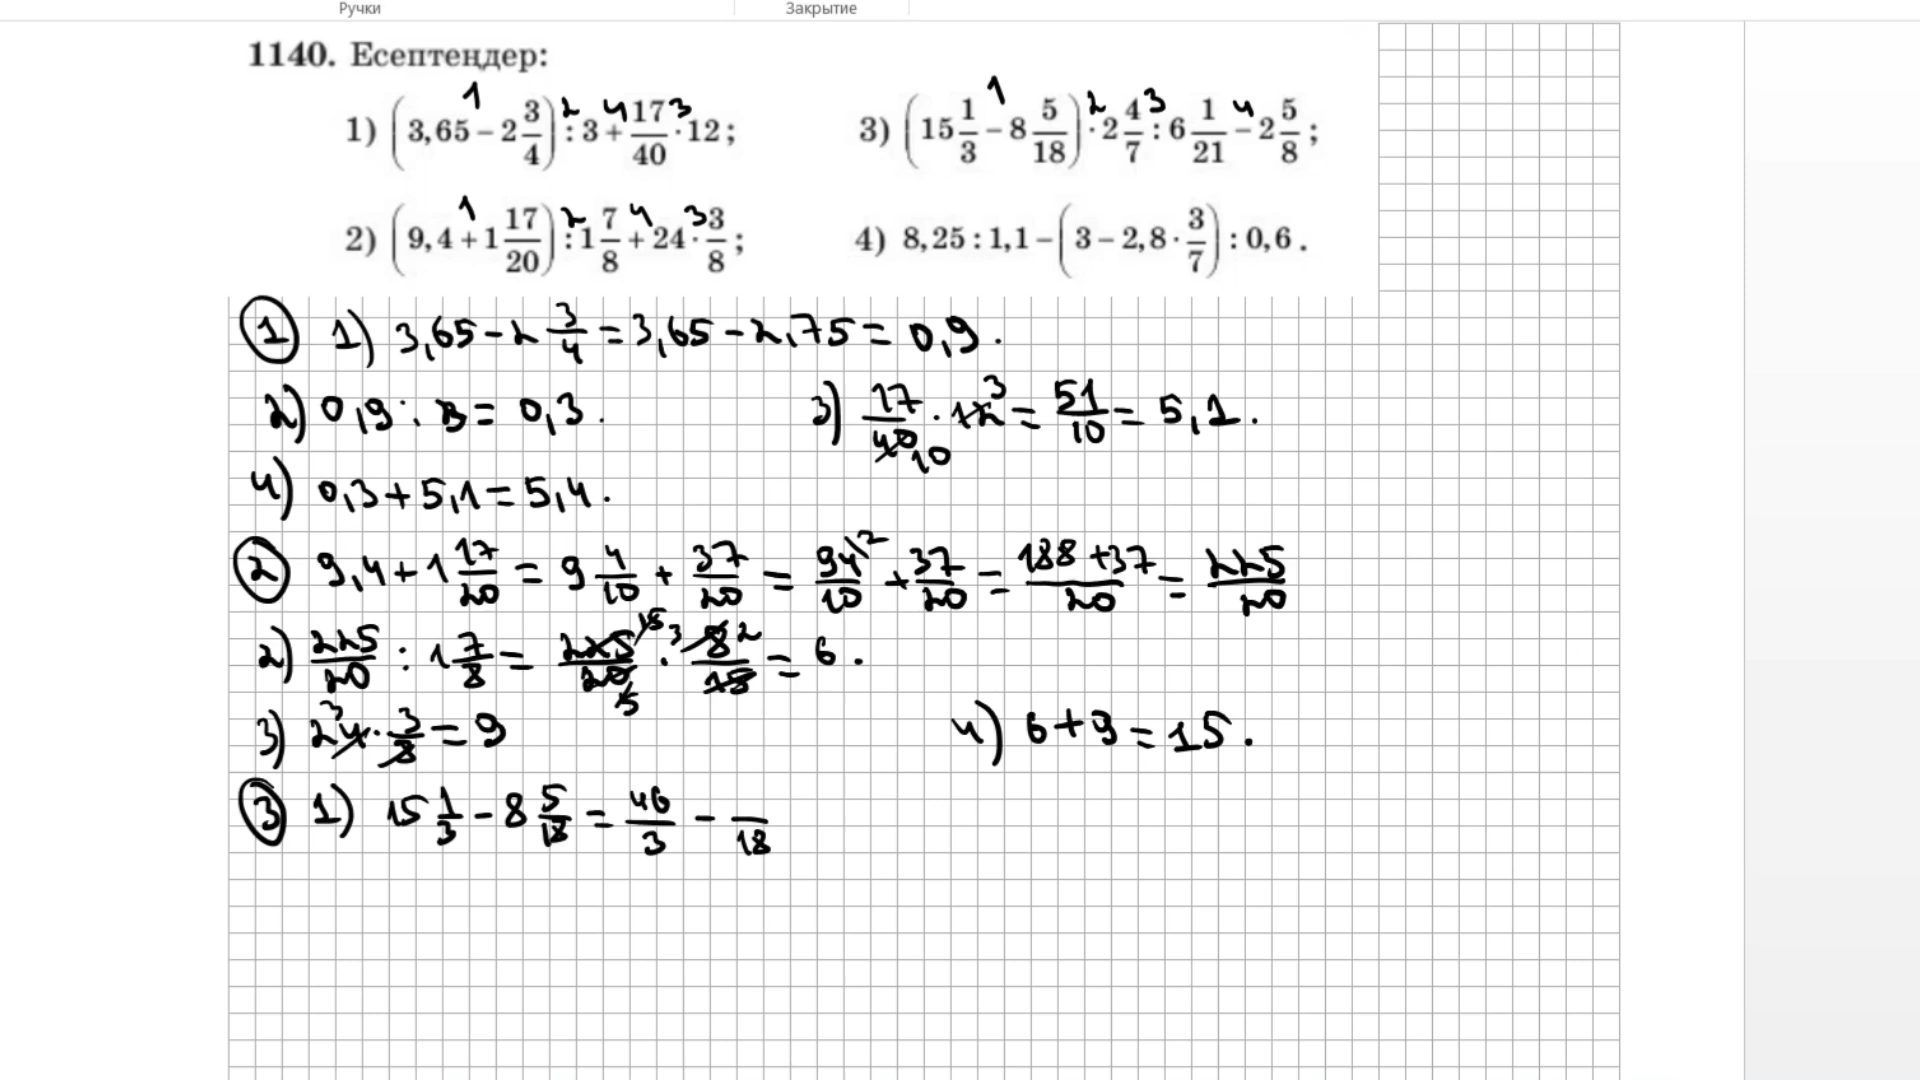 Ручки Закрытие
1140. Есептеңдер:
1) (3,65 − 2 3/4) : 3 + 17/40 · 12; 3) (15 1/3 − 8 5/18) · 2 4/7 : 6 1/21 − 2 5/8;
2) (9,4 + 1 17/20) : 1 7/8 + 24 · 3/8; 4) 8,25 : 1,1 − (3 − 2,8 · 3/7) : 0,6.
1 1) 3,65 − 2 3/4 = 3,65 − 2,75 = 0,9.
2) 0,9 : 3 = 0,3. 3) 17/40 10 · 12 3 = 51/10 = 5,1.
4) 0,3 + 5,1 = 5,4.
2 9,4 + 1 17/20 = 9 4/10 + 37/20 = 94/10 + 37/20 = 188 + 37/20 = 225/20
2) 225/20 : 1 7/8 = 225/20 · 8/15 = 6.
3) 24 · 3/8 = 9 4) 6 + 9 = 15.
3 1) 15 1/3 − 8 5/18 = 46/3 − /18